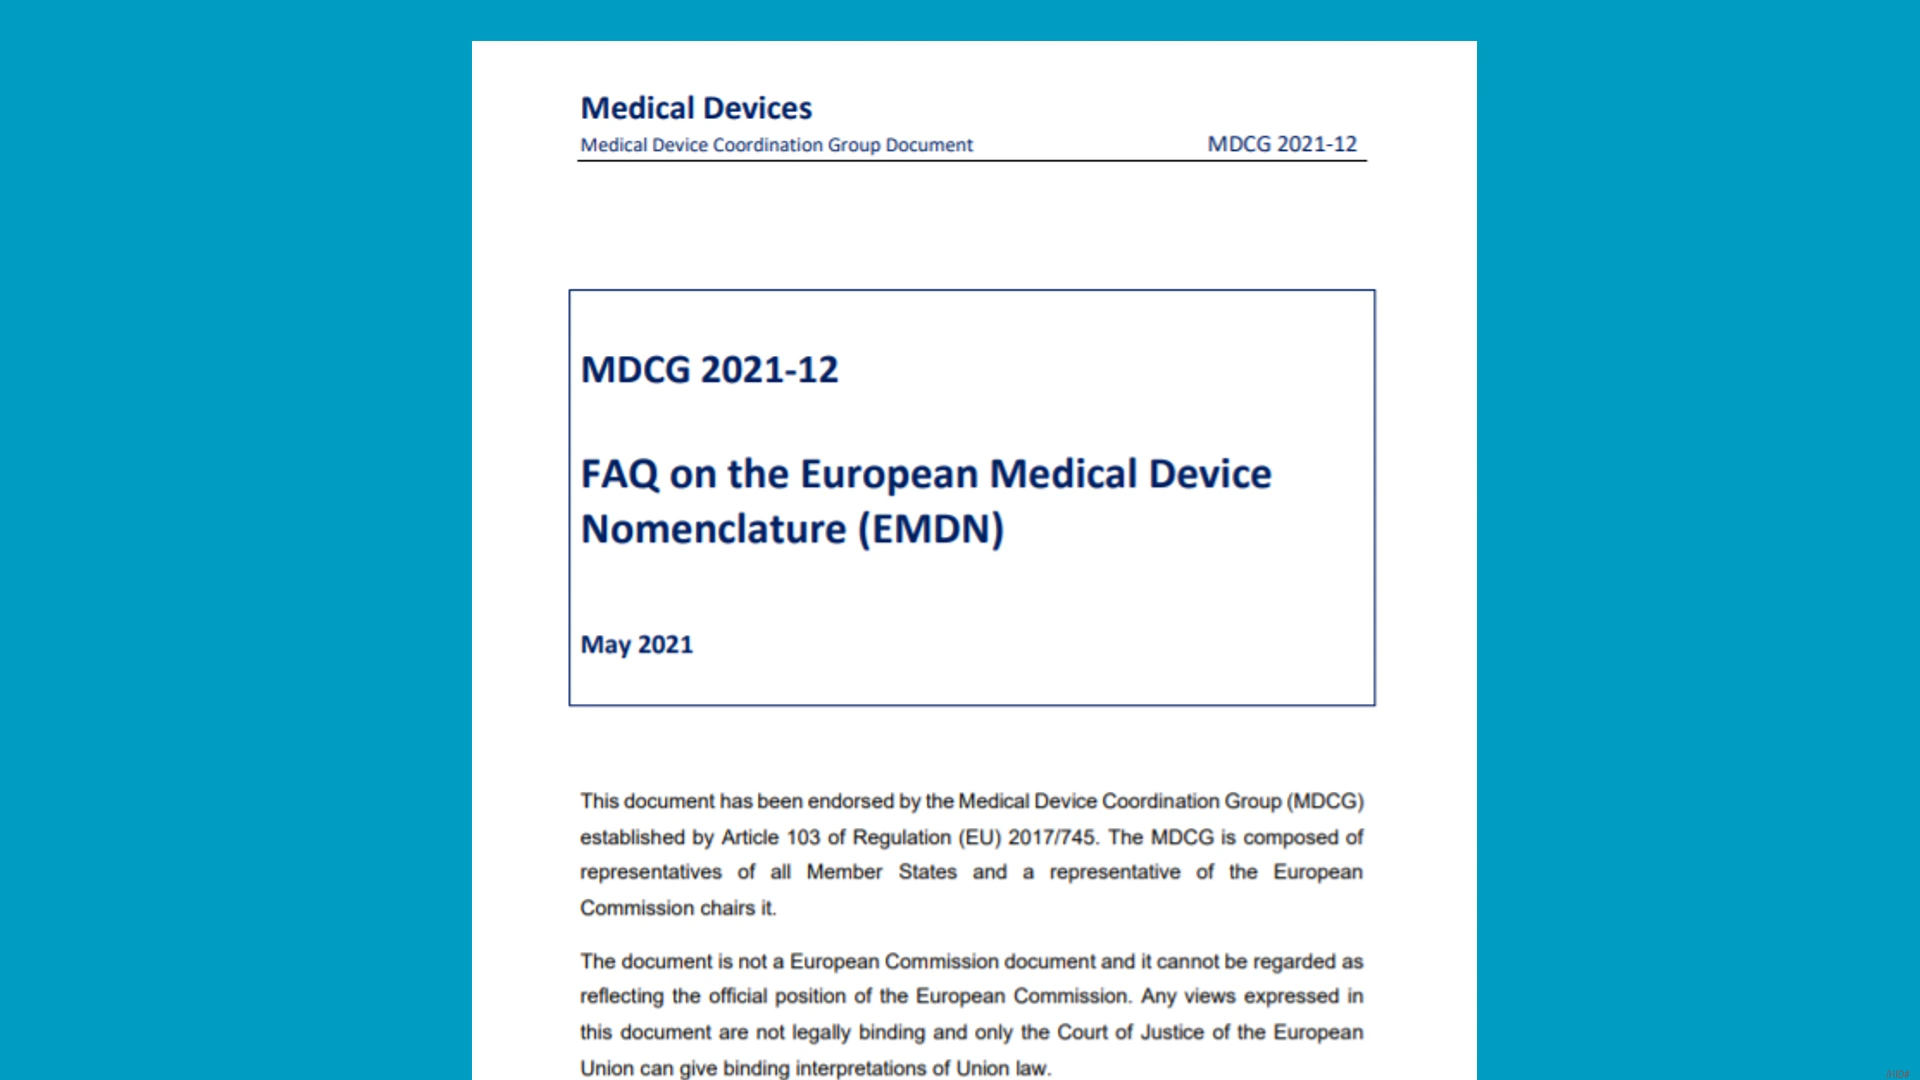 Medical Devices
Medical Device Coordination Group Document MDCG 2021-12
MDCG 2021-12
FAQ on the European Medical Device
Nomenclature (EMDN)
May 2021
This document has been endorsed by the Medical Device Coordination Group (MDCG)
established by Article 103 of Regulation (EU) 2017/745. The MDCG is composed of
representatives of all Member States and a representative of the European
Commission chairs it.
The document is not a European Commission document and it cannot be regarded as
reflecting the official position of the European Commission. Any views expressed in
this document are not legally binding and only the Court of Justice of the European
Union can give binding interpretations of Union law.